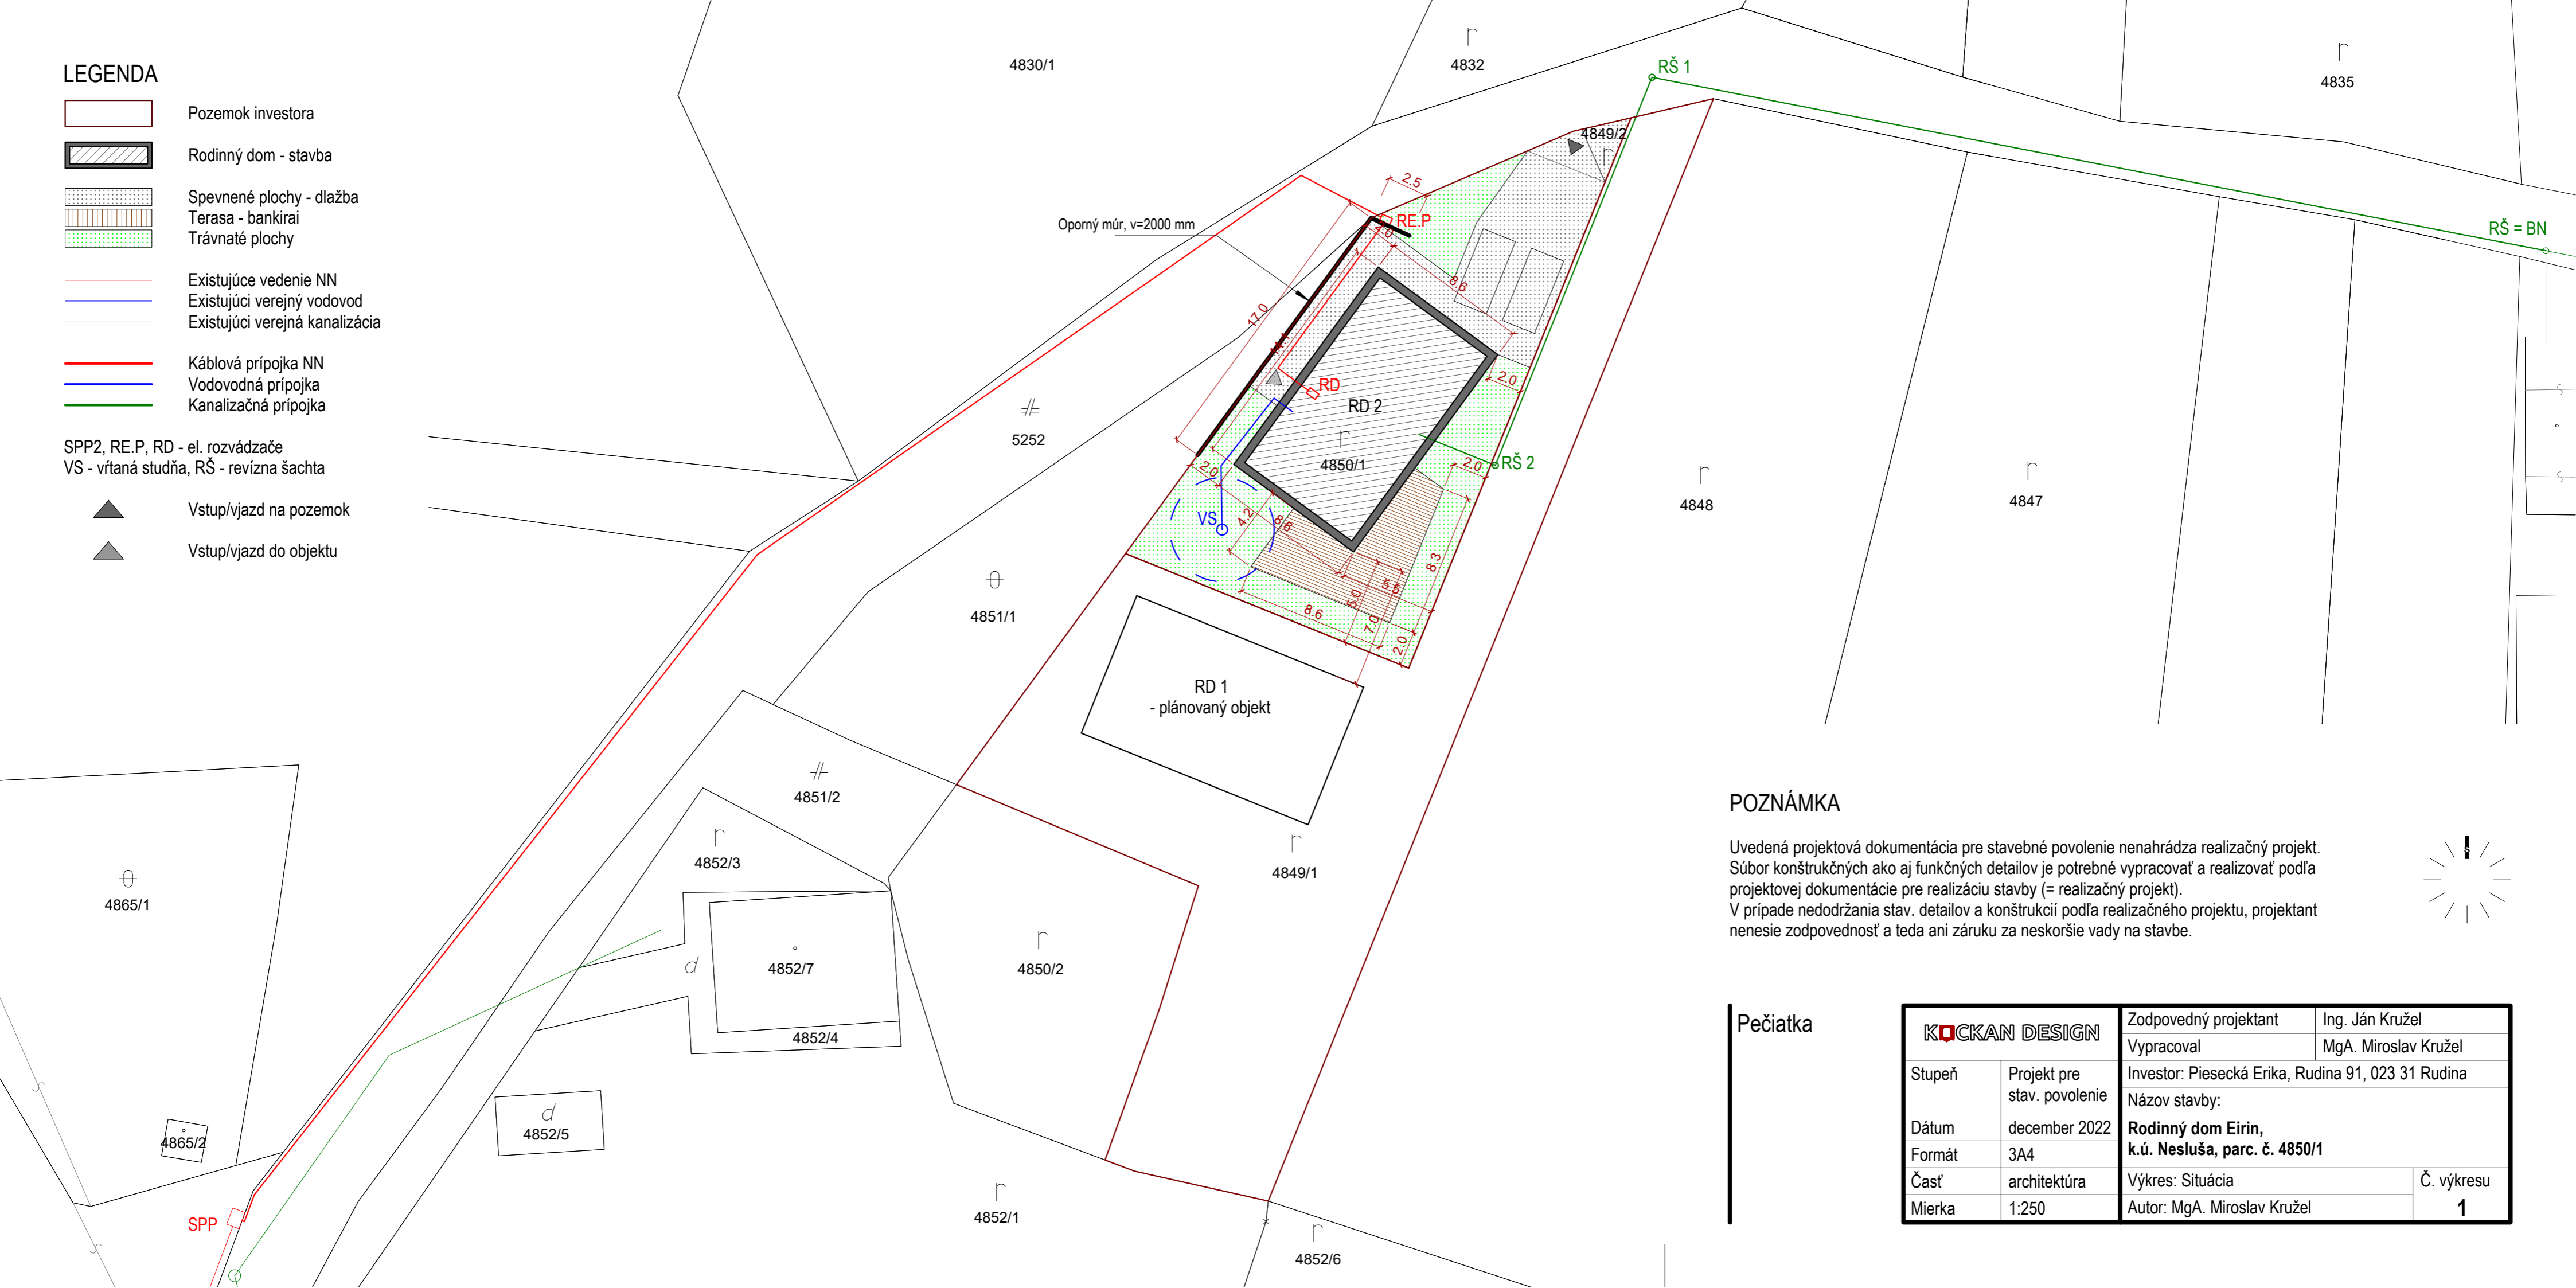 LEGENDA
Pozemok investora
Rodinný dom - stavba
Spevnené plochy - dlažba
Terasa - bankirai
Trávnaté plochy
Existujúce vedenie NN
Existujúci verejný vodovod
Existujúci verejná kanalizácia
Káblová prípojka NN
Vodovodná prípojka
Kanalizačná prípojka
SPP2, RE.P, RD - el. rozvádzače
VS - vŕtaná studňa, RŠ - revízna šachta
Vstup/vjazd na pozemok
Vstup/vjazd do objektu
4830/1
4832
4835
RŠ 1
4849/2
RŠ = BN
2.5
RE.P
4.0
Oporný múr, v=2000 mm
8.6
17.0
RD
2.0
RD 2
4850/1
5252
2.0
RŠ 2
2.0
4848
4847
VS
4.2
8.6
8.3
5.5
5.0
8.6
7.0
2.0
4851/1
RD 1
- plánovaný objekt
4851/2
4852/3
4849/1
4865/1
4852/7
4850/2
d
4852/4
d
4852/5
4865/2
4852/1
4852/6
SPP
POZNÁMKA
Uvedená projektová dokumentácia pre stavebné povolenie nenahrádza realizačný projekt.
Súbor konštrukčných ako aj funkčných detailov je potrebné vypracovať a realizovať podľa
projektovej dokumentácie pre realizáciu stavby (= realizačný projekt).
V prípade nedodržania stav. detailov a konštrukcií podľa realizačného projektu, projektant
nenesie zodpovednosť a teda ani záruku za neskoršie vady na stavbe.
S
Pečiatka
KOCKAN DESIGN
Zodpovedný projektant Ing. Ján Kružel
Vypracoval MgA. Miroslav Kružel
Stupeň Projekt pre
stav. povolenie
Investor: Piesecká Erika, Rudina 91, 023 31 Rudina
Názov stavby:
Rodinný dom Eirin,
k.ú. Nesluša, parc. č. 4850/1
Dátum december 2022
Formát 3A4
Časť architektúra
Mierka 1:250
Výkres: Situácia
Autor: MgA. Miroslav Kružel
Č. výkresu
1